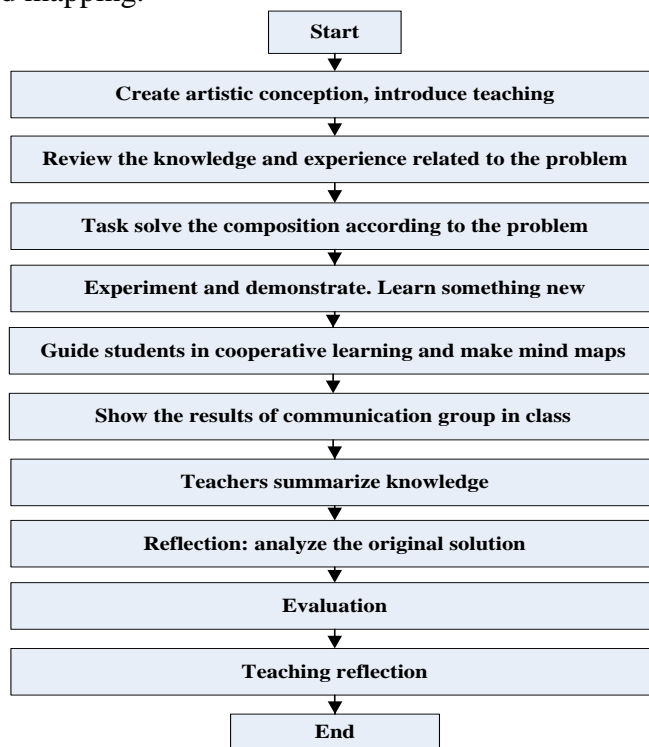 d mapping.
Start
Create artistic conception, introduce teaching
Review the knowledge and experience related to the problem
Task solve the composition according to the problem
Experiment and demonstrate. Learn something new
Guide students in cooperative learning and make mind maps
Show the results of communication group in class
Teachers summarize knowledge
Reflection: analyze the original solution
Evaluation
Teaching reflection
End